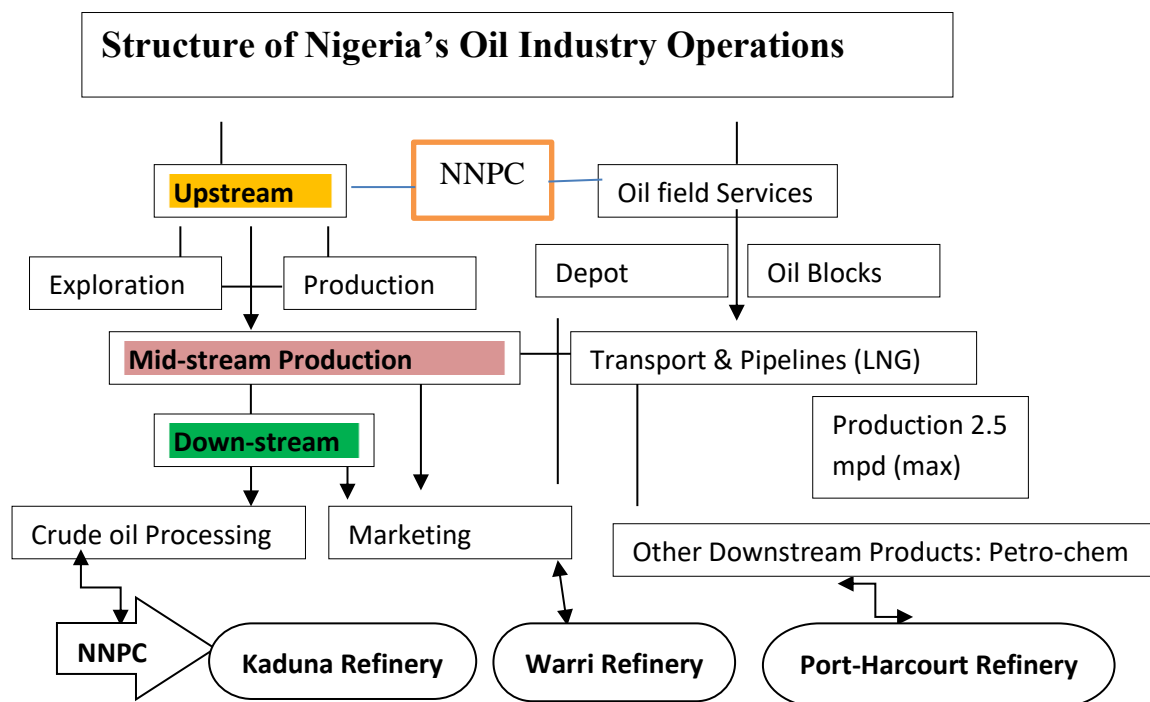 Structure of Nigeria’s Oil Industry Operations
NNPC
Upstream
Oil field Services
Exploration
Production
Depot
Oil Blocks
Mid-stream Production
Transport & Pipelines (LNG)
Down-stream
Production 2.5
mpd (max)
Crude oil Processing
Marketing
Other Downstream Products: Petro-chem
NNPC
Kaduna Refinery
Warri Refinery
Port-Harcourt Refinery